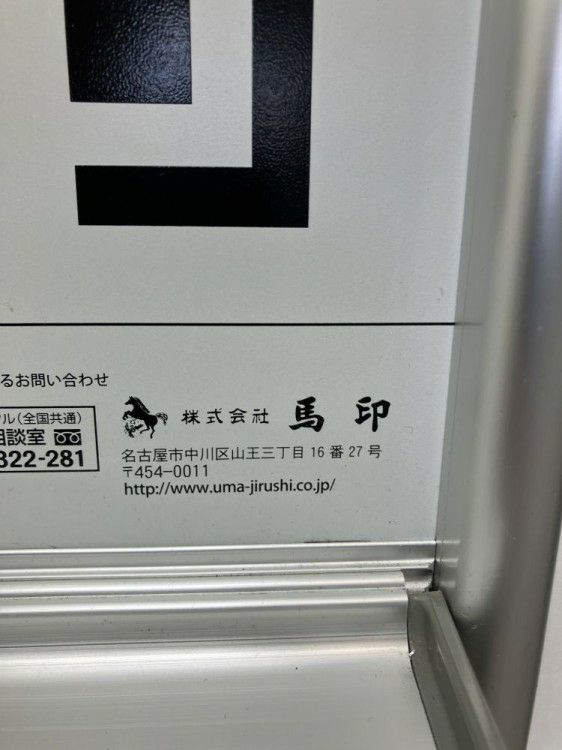 るお問い合わせ
ル(全国共通)
相談室
322-281
株式会社 馬印
名古屋市中川区山王三丁目16番27号
〒454-0011
http://www.uma-jirushi.co.jp/